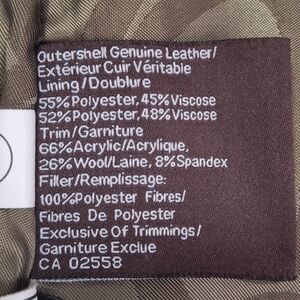 Outershell Genuine Leather/
Extérieur Cuir Véritable
Lining/Doublure
55%Polyester,45%Viscose
52%Polyester,48%Viscose
Trim/Garniture
66%Acrylic/Acrylique,
26%Wool/Laine, 8%Spandex
Filler/Remplissage:
100%Polyester Fibres/
Fibres De Polyester
Exclusive Of Trimmings/
Garniture Exclue
CA 02558